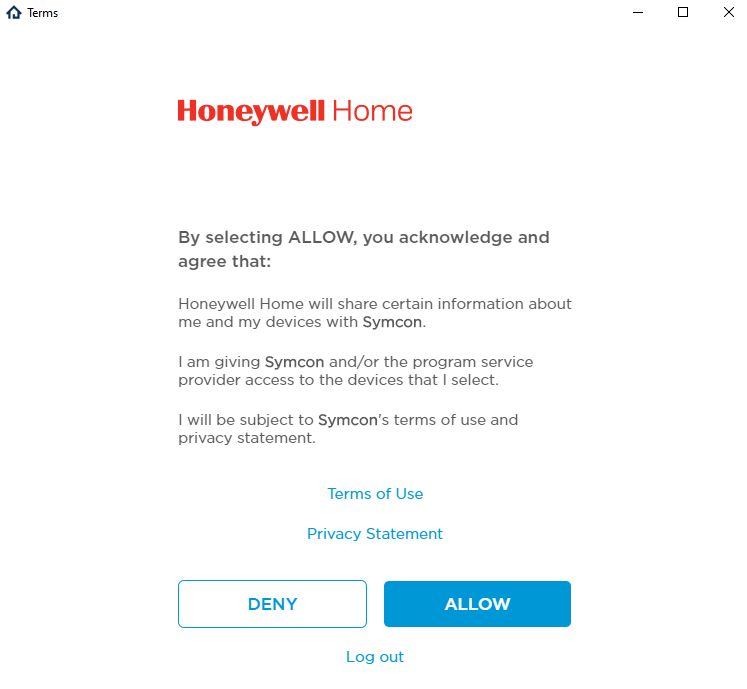 Terms
Honeywell Home
By selecting ALLOW, you acknowledge and
agree that:
Honeywell Home will share certain information about
me and my devices with Symcon.
I am giving Symcon and/or the program service
provider access to the devices that I select.
I will be subject to Symcon's terms of use and
privacy statement.
Terms of Use
Privacy Statement
DENY ALLOW
Log out